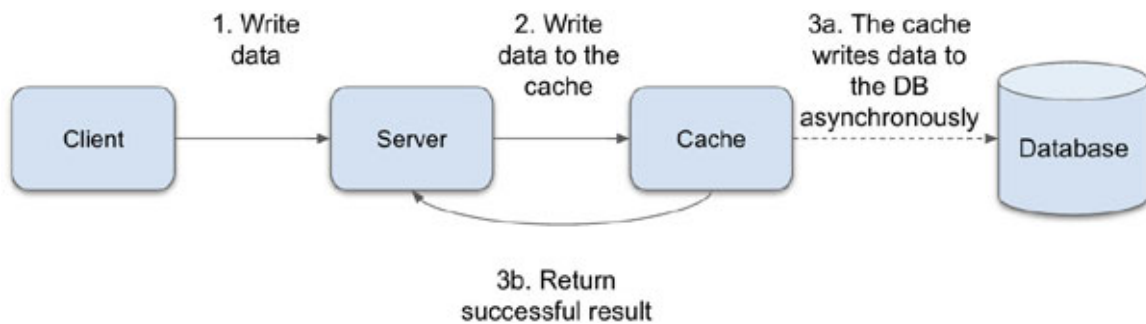 1. Write
data
2. Write
data to the
cache
3a. The cache
writes data to
the DB
asynchronously
Client
Server
Cache
Database
3b. Return
successful result